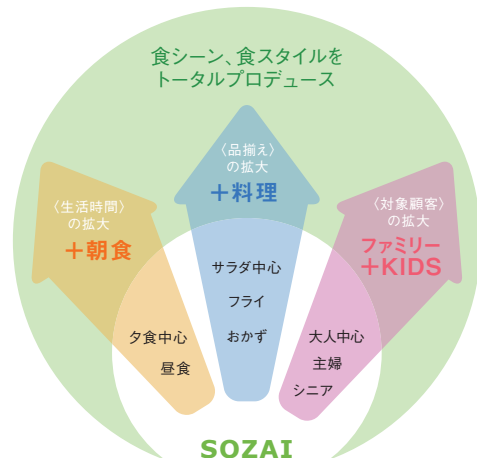 食シーン、食スタイルを
トータルプロデュース
〈生活時間〉
の拡大
＋朝食
夕食中心
昼食
〈品揃え〉
の拡大
＋料理
サラダ中心
フライ
おかず
〈対象顧客〉
の拡大
ファミリー
＋KIDS
大人中心
主婦
シニア
SOZAI